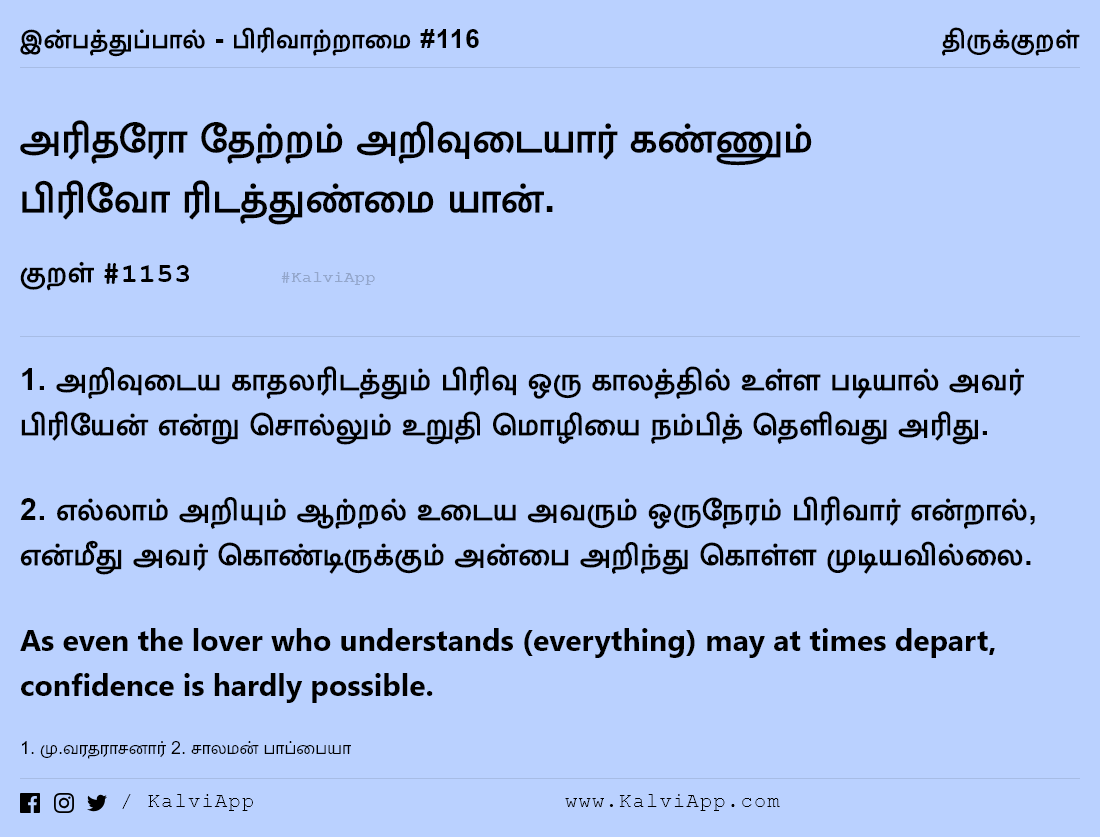 இன்பத்துப்பால் - பிரிவாற்றாமை #116 திருக்குறள்
அரிதரோ தேற்றம் அறிவுடையார் கண்ணும்
பிரிவோ ரிடத்துண்மை யான்.
குறள் #1153 #KalviApp
1. அறிவுடைய காதலரிடத்தும் பிரிவு ஒரு காலத்தில் உள்ள படியால் அவர்
பிரியேன் என்று சொல்லும் உறுதி மொழியை நம்பித் தெளிவது அரிது.
2. எல்லாம் அறியும் ஆற்றல் உடைய அவரும் ஒருநேரம் பிரிவார் என்றால்,
என்மீது அவர் கொண்டிருக்கும் அன்பை அறிந்து கொள்ள முடியவில்லை.
As even the lover who understands (everything) may at times depart,
confidence is hardly possible.
1. மு.வரதராசனார் 2. சாலமன் பாப்பையா
/ KalviApp www.KalviApp.com